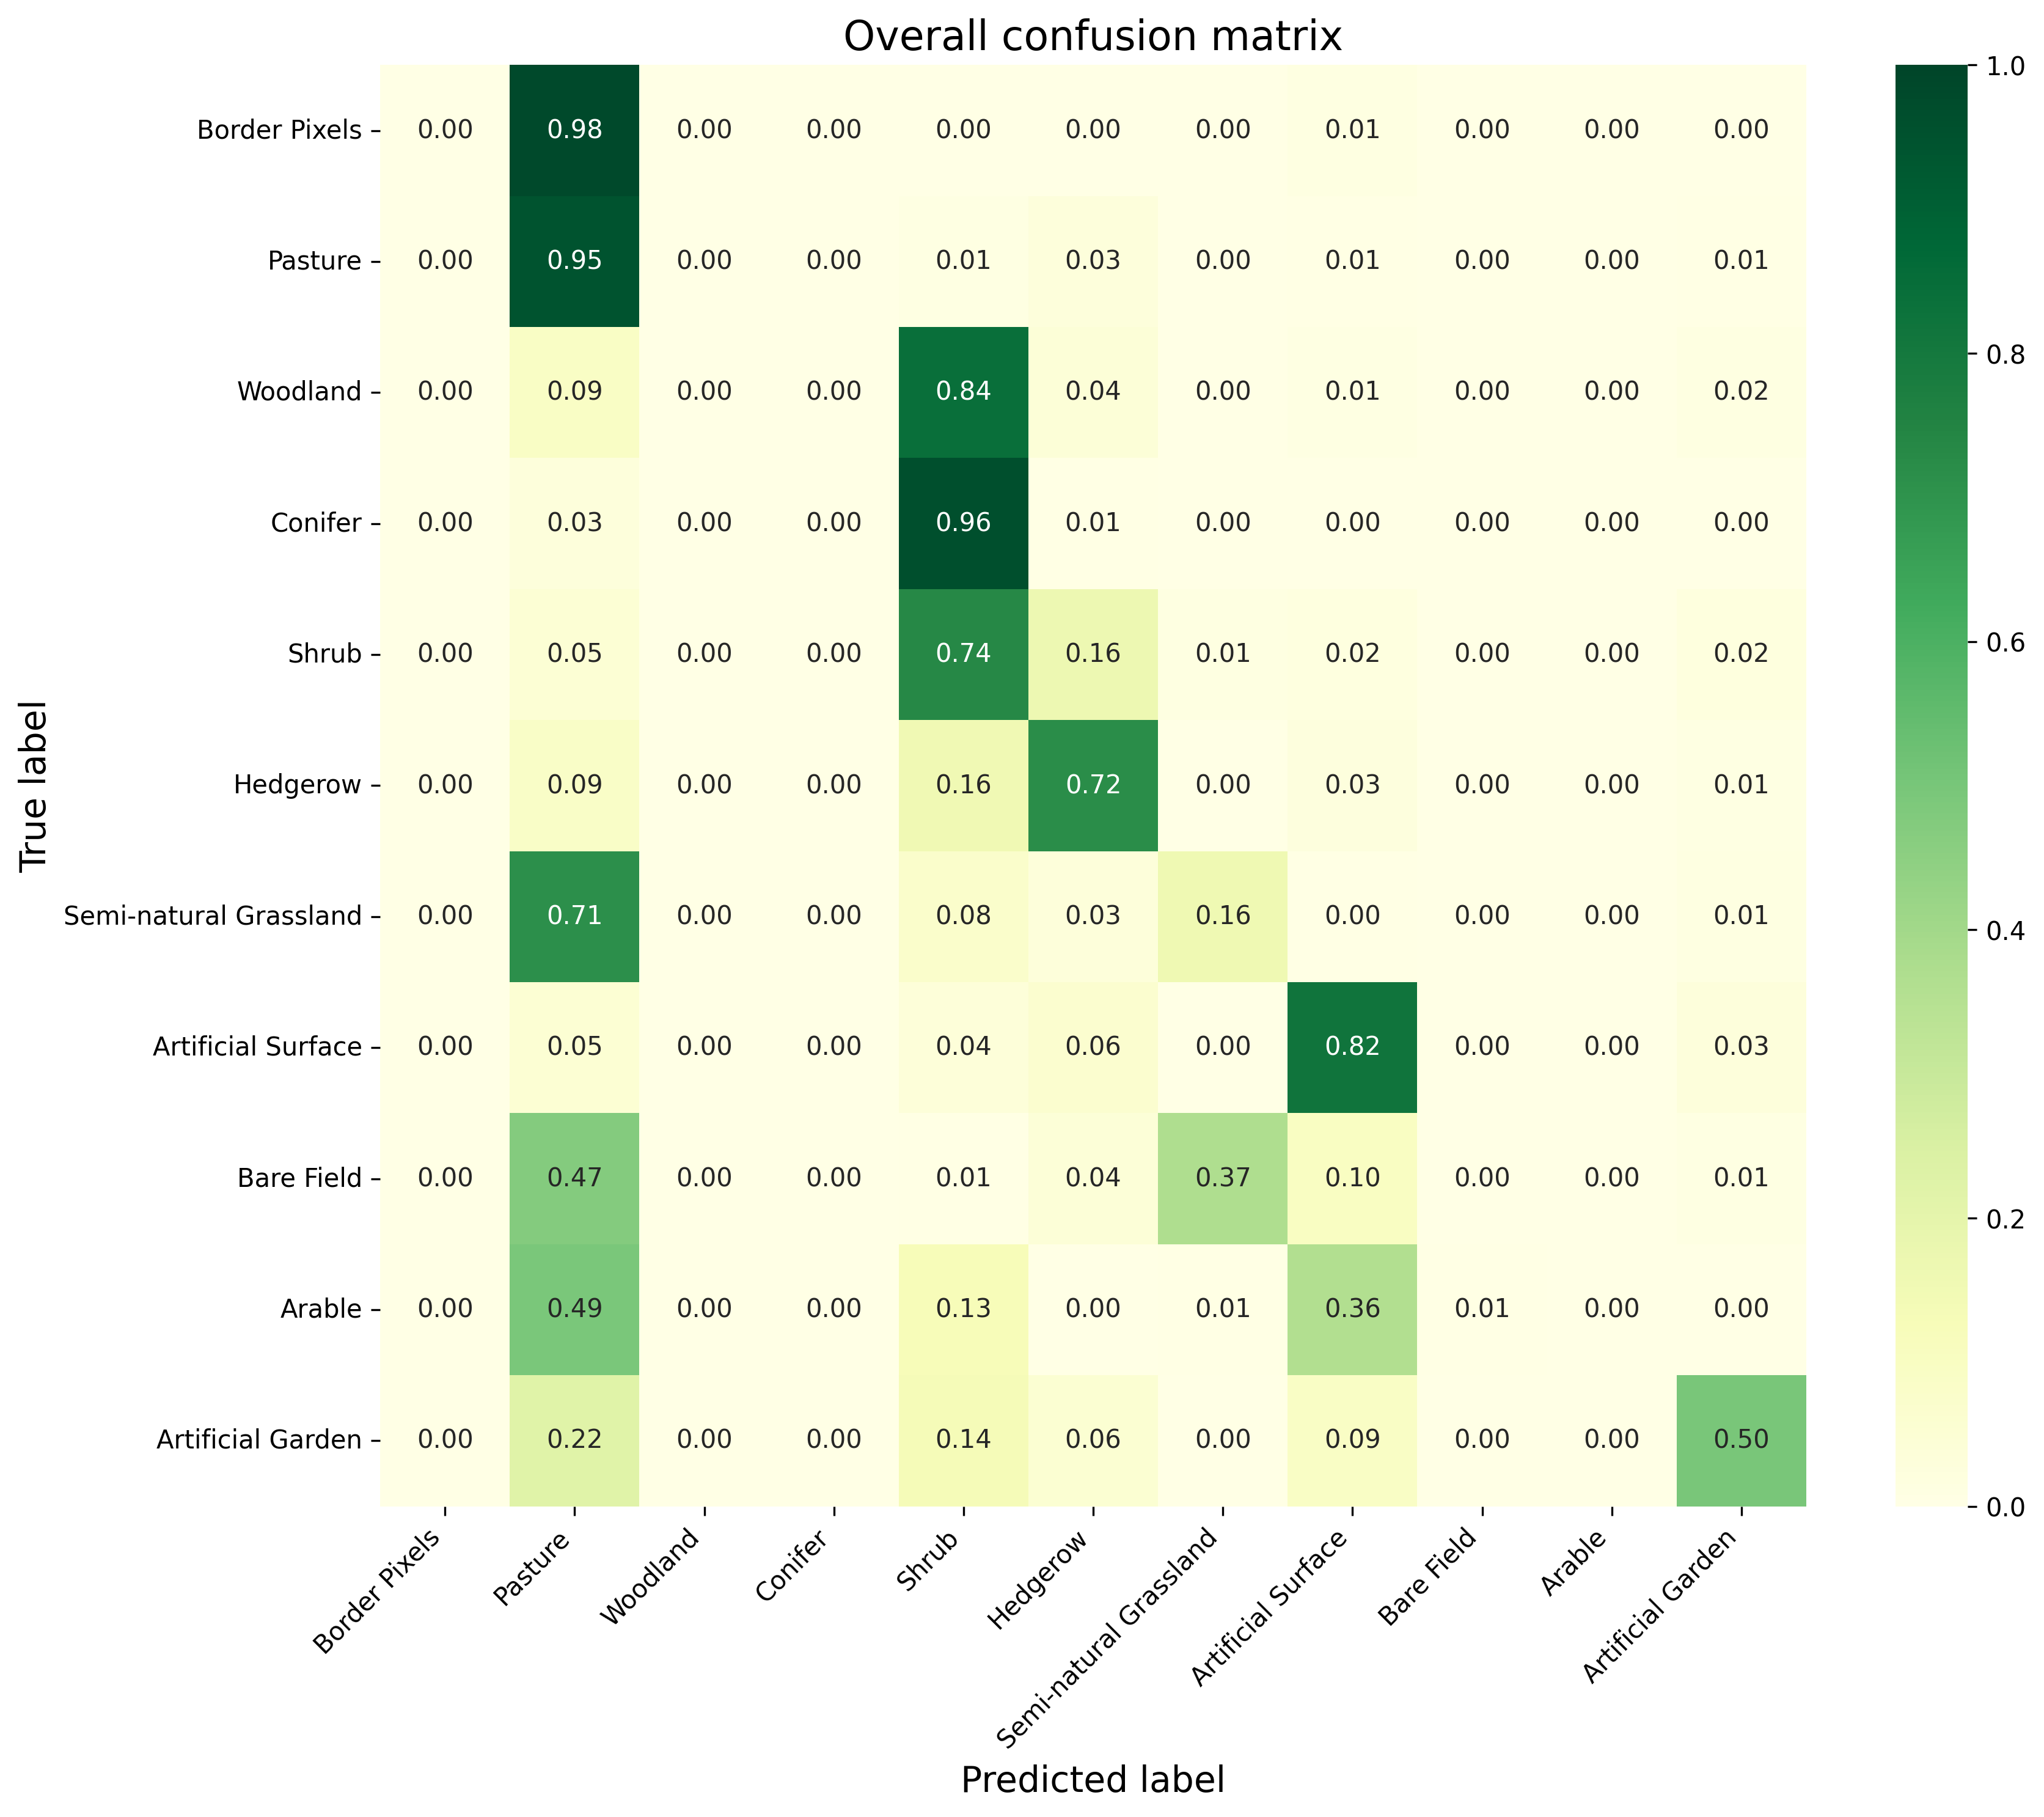 Overall confusion matrix
True label
Border Pixels 0.00 0.98 0.00 0.00 0.00 0.00 0.00 0.01 0.00 0.00 0.00
Pasture 0.00 0.95 0.00 0.00 0.01 0.03 0.00 0.01 0.00 0.00 0.01
Woodland 0.00 0.09 0.00 0.00 0.84 0.04 0.00 0.01 0.00 0.00 0.02
Conifer 0.00 0.03 0.00 0.00 0.96 0.01 0.00 0.00 0.00 0.00 0.00
Shrub 0.00 0.05 0.00 0.00 0.74 0.16 0.01 0.02 0.00 0.00 0.02
Hedgerow 0.00 0.09 0.00 0.00 0.16 0.72 0.00 0.03 0.00 0.00 0.01
Semi-natural Grassland 0.00 0.71 0.00 0.00 0.08 0.03 0.16 0.00 0.00 0.00 0.01
Artificial Surface 0.00 0.05 0.00 0.00 0.04 0.06 0.00 0.82 0.00 0.00 0.03
Bare Field 0.00 0.47 0.00 0.00 0.01 0.04 0.37 0.10 0.00 0.00 0.01
Arable 0.00 0.49 0.00 0.00 0.13 0.00 0.01 0.36 0.01 0.00 0.00
Artificial Garden 0.00 0.22 0.00 0.00 0.14 0.06 0.00 0.09 0.00 0.00 0.50
Border Pixels
Pasture
Woodland
Conifer
Shrub
Hedgerow
Semi-natural Grassland
Artificial Surface
Bare Field
Arable
Artificial Garden
Predicted label
1.0
0.8
0.6
0.4
0.2
0.0